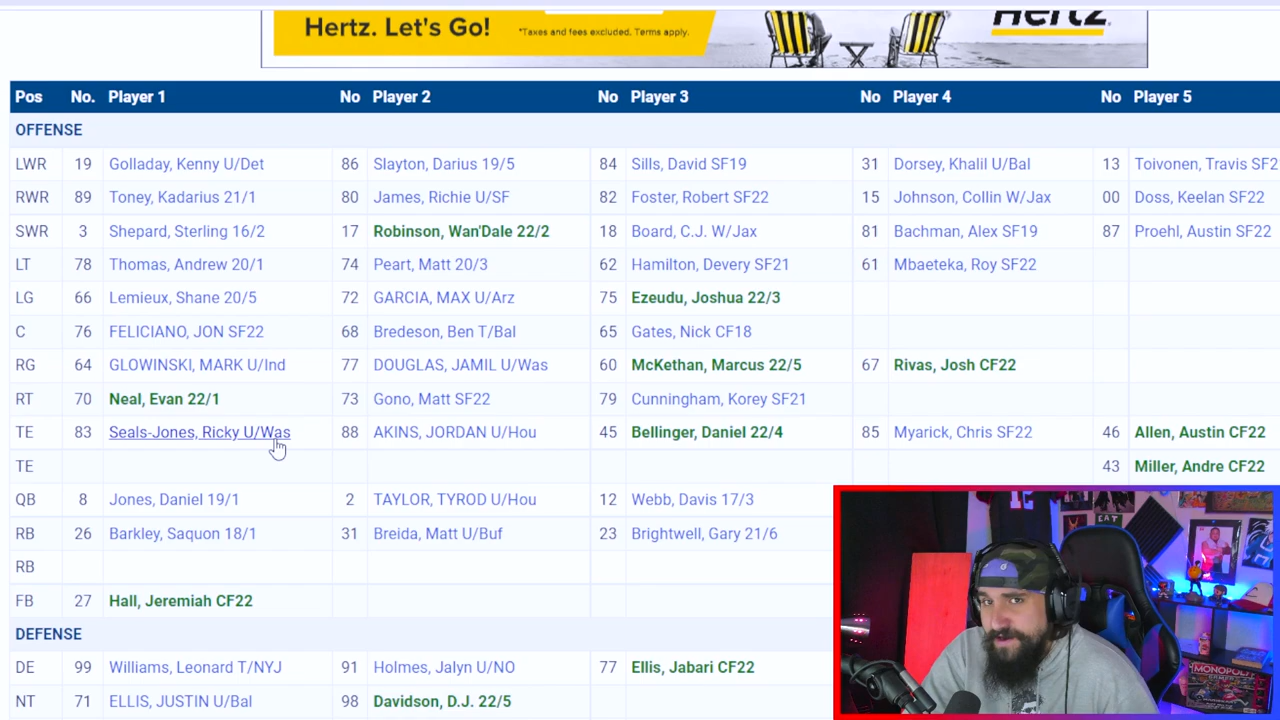 Hertz. Let's Go!
*Taxes and fees excluded. Terms apply.
Hertz.
Pos No. Player 1 No Player 2 No Player 3 No Player 4 No Player 5
OFFENSE
LWR 19 Golladay, Kenny U/Det 86 Slayton, Darius 19/5 84 Sills, David SF19 31 Dorsey, Khalil U/Bal 13 Toivonen, Travis SF2
RWR 89 Toney, Kadarius 21/1 80 James, Richie U/SF 82 Foster, Robert SF22 15 Johnson, Collin W/Jax 00 Doss, Keelan SF22
SWR 3 Shepard, Sterling 16/2 17 Robinson, Wan'Dale 22/2 18 Board, C.J. W/Jax 81 Bachman, Alex SF19 87 Proehl, Austin SF22
LT 78 Thomas, Andrew 20/1 74 Peart, Matt 20/3 62 Hamilton, Devery SF21 61 Mbaeteka, Roy SF22
LG 66 Lemieux, Shane 20/5 72 GARCIA, MAX U/Arz 75 Ezeudu, Joshua 22/3
C 76 FELICIANO, JON SF22 68 Bredeson, Ben T/Bal 65 Gates, Nick CF18
RG 64 GLOWINSKI, MARK U/Ind 77 DOUGLAS, JAMIL U/Was 60 McKethan, Marcus 22/5 67 Rivas, Josh CF22
RT 70 Neal, Evan 22/1 73 Gono, Matt SF22 79 Cunningham, Korey SF21
TE 83 Seals-Jones, Ricky U/Was 88 AKINS, JORDAN U/Hou 45 Bellinger, Daniel 22/4 85 Myarick, Chris SF22 46 Allen, Austin CF22
TE 43 Miller, Andre CF22
QB 8 Jones, Daniel 19/1 2 TAYLOR, TYROD U/Hou 12 Webb, Davis 17/3
RB 26 Barkley, Saquon 18/1 31 Breida, Matt U/Buf 23 Brightwell, Gary 21/6
RB
FB 27 Hall, Jeremiah CF22
DEFENSE
DE 99 Williams, Leonard T/NYJ 91 Holmes, Jalyn U/NO 77 Ellis, Jabari CF22
NT 71 ELLIS, JUSTIN U/Bal 98 Davidson, D.J. 22/5
EAT
MONOPOLY